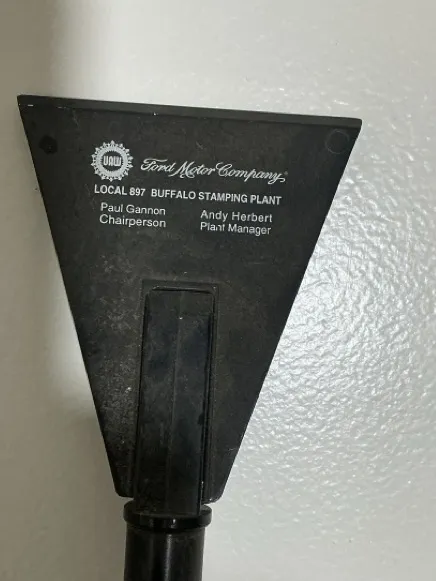 UAW Ford Motor Company
LOCAL 897 BUFFALO STAMPING PLANT
Paul Gannon Andy Herbert
Chairperson Plant Manager